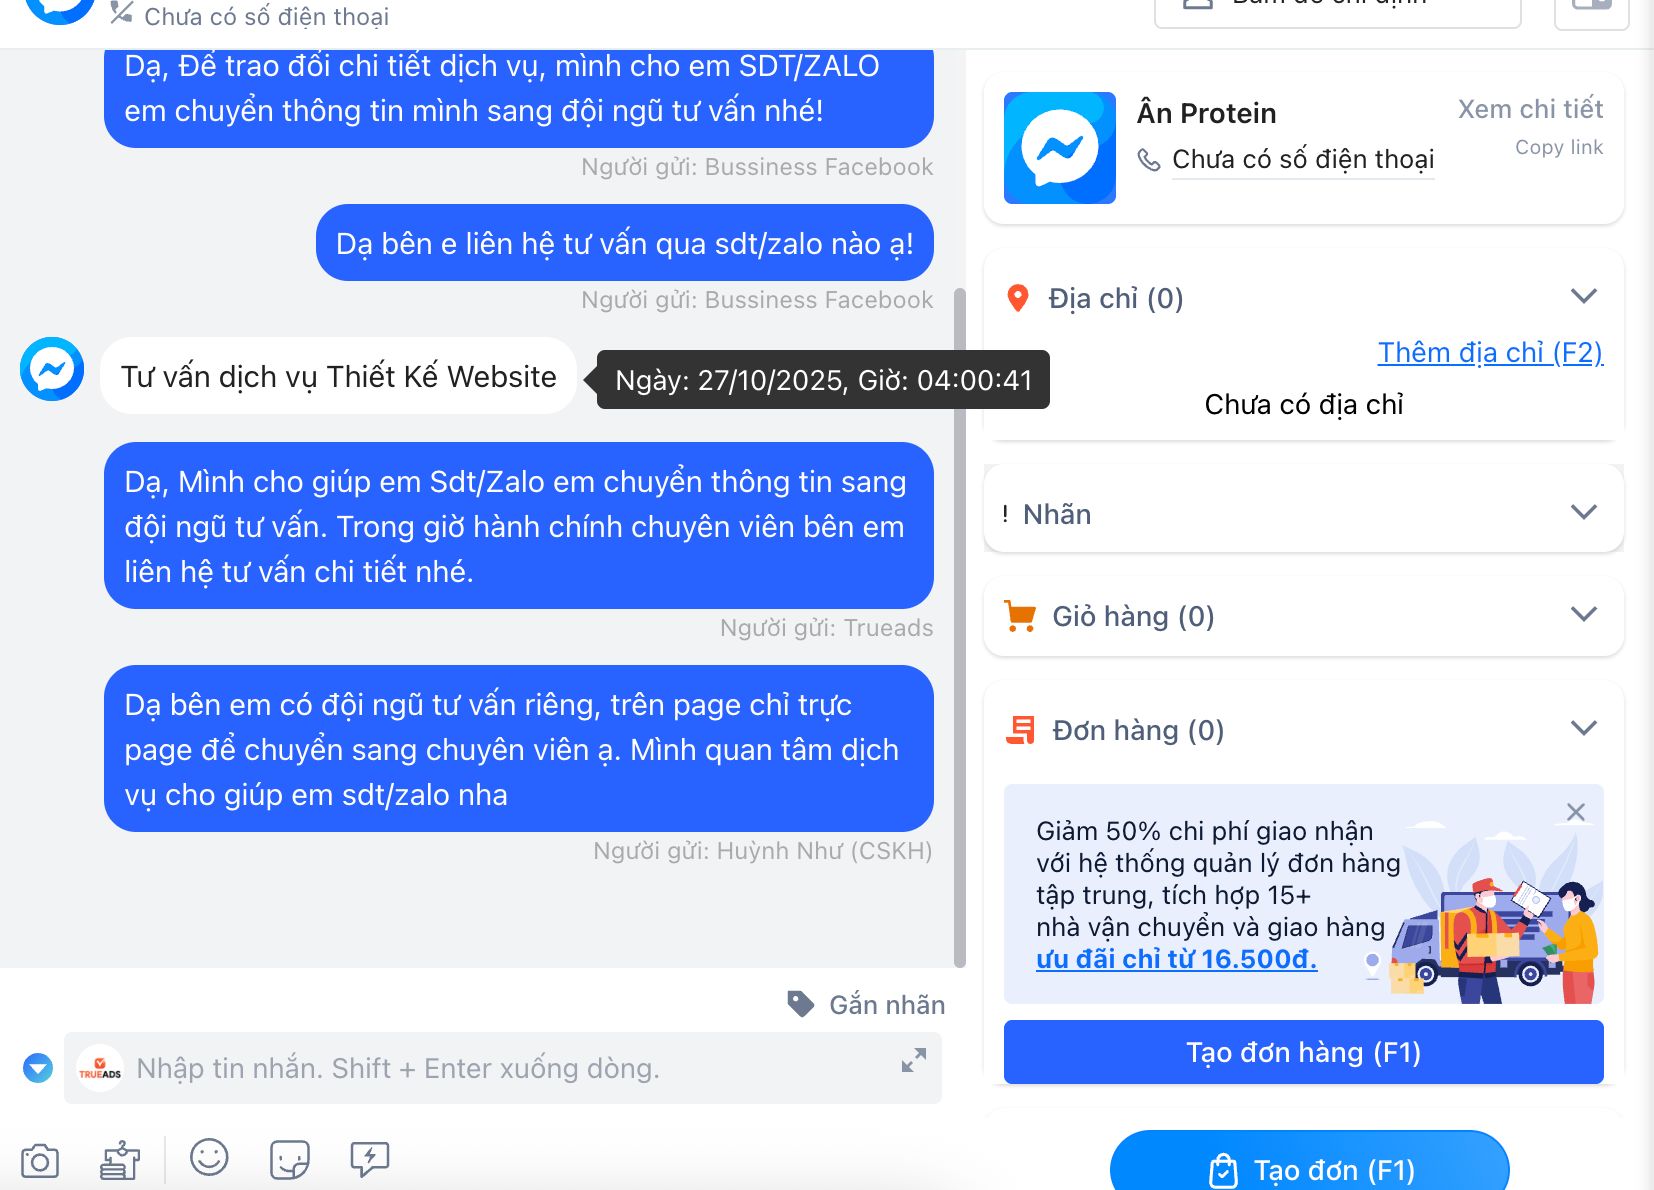 Chưa có số điện thoại
Dạ, Để trao đổi chi tiết dịch vụ, mình cho em SDT/ZALO
em chuyển thông tin mình sang đội ngũ tư vấn nhé!
Người gửi: Bussiness Facebook
Dạ bên e liên hệ tư vấn qua sdt/zalo nào ạ!
Người gửi: Bussiness Facebook
Tư vấn dịch vụ Thiết Kế Website
Ngày: 27/10/2025, Giờ: 04:00:41
Dạ, Mình cho giúp em Sdt/Zalo em chuyển thông tin sang
đội ngũ tư vấn. Trong giờ hành chính chuyên viên bên em
liên hệ tư vấn chi tiết nhé.
Người gửi: Trueads
Dạ bên em có đội ngũ tư vấn riêng, trên page chỉ trực
page để chuyển sang chuyên viên ạ. Mình quan tâm dịch
vụ cho giúp em sdt/zalo nha
Người gửi: Huỳnh Như (CSKH)
Gắn nhãn
TRUEADS
Nhập tin nhắn. Shift + Enter xuống dòng.
Ân Protein
Xem chi tiết
Chưa có số điện thoại
Copy link
Địa chỉ (0)
Thêm địa chỉ (F2)
Chưa có địa chỉ
! Nhãn
Giỏ hàng (0)
Đơn hàng (0)
Giảm 50% chi phí giao nhận
với hệ thống quản lý đơn hàng
tập trung, tích hợp 15+
nhà vận chuyển và giao hàng
ưu đãi chỉ từ 16.500đ.
Tạo đơn hàng (F1)
Tạo đơn (F1)